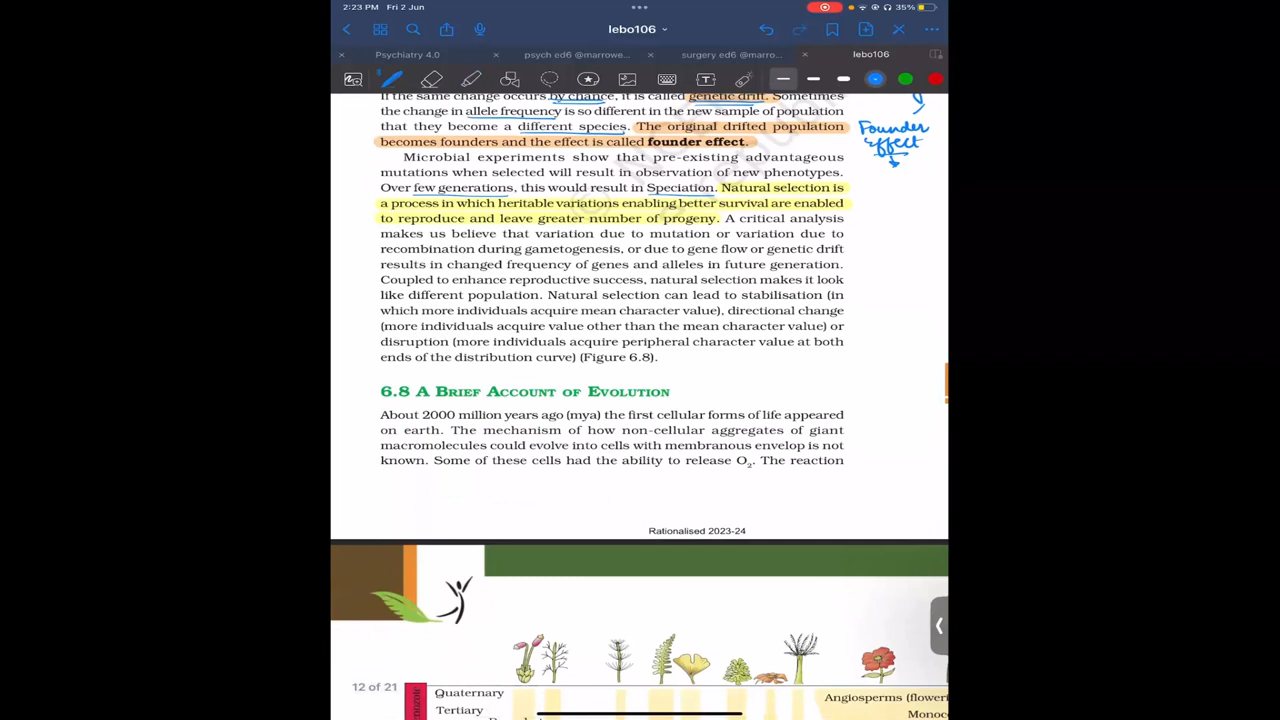 2:23 PM Fri 2 Jun
35%
lebo106
Psychiatry 4.0
psych ed6 @marrowe...
surgery ed6 @marro...
lebo106
If the same change occurs by chance, it is called genetic drift. Sometimes
the change in allele frequency is so different in the new sample of population
that they become a different species. The original drifted population
becomes founders and the effect is called founder effect.
Founder
effect
Microbial experiments show that pre-existing advantageous
mutations when selected will result in observation of new phenotypes.
Over few generations, this would result in Speciation. Natural selection is
a process in which heritable variations enabling better survival are enabled
to reproduce and leave greater number of progeny. A critical analysis
makes us believe that variation due to mutation or variation due to
recombination during gametogenesis, or due to gene flow or genetic drift
results in changed frequency of genes and alleles in future generation.
Coupled to enhance reproductive success, natural selection makes it look
like different population. Natural selection can lead to stabilisation (in
which more individuals acquire mean character value), directional change
(more individuals acquire value other than the mean character value) or
disruption (more individuals acquire peripheral character value at both
ends of the distribution curve) (Figure 6.8).
6.8 A Brief Account of Evolution
About 2000 million years ago (mya) the first cellular forms of life appeared
on earth. The mechanism of how non-cellular aggregates of giant
macromolecules could evolve into cells with membranous envelop is not
known. Some of these cells had the ability to release O2. The reaction
Rationalised 2023-24
12 of 21
Quaternary
Tertiary
Angiosperms (floweri
Monoc